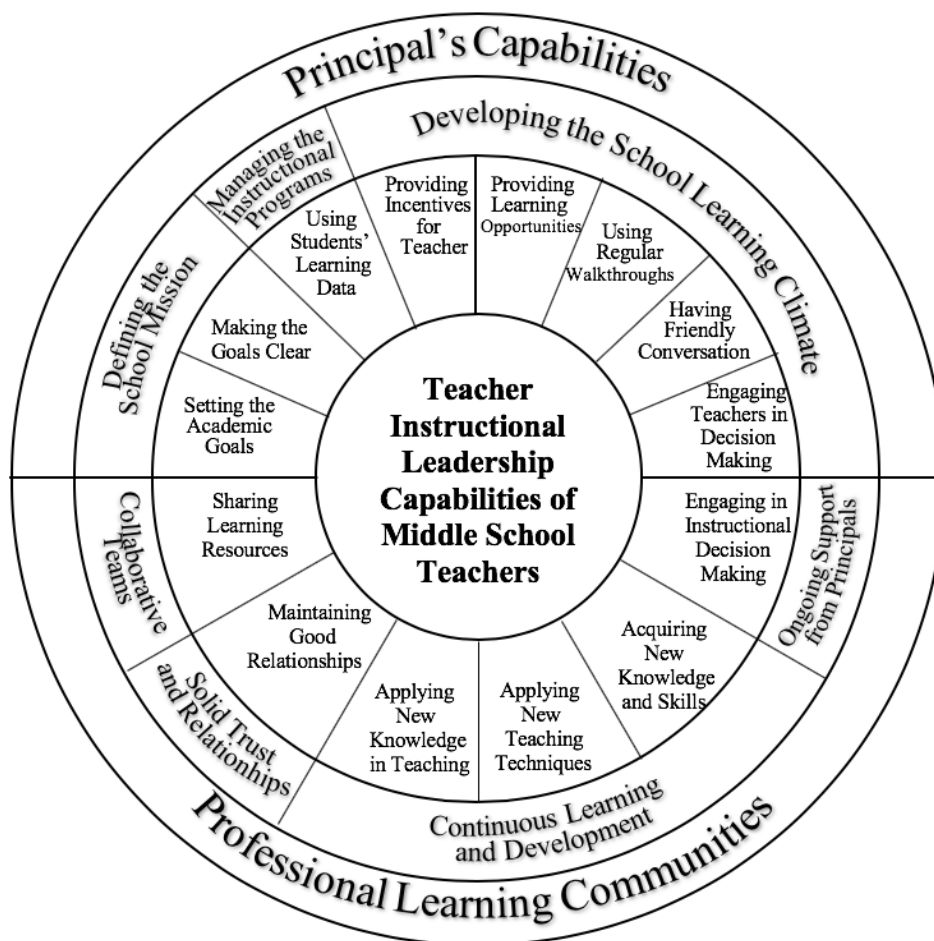 Principal's Capabilities
Developing the School Learning Climate
Managing the
Instructional
Programs
Defining the
School Mission
Providing
Incentives
for
Teacher
Providing
Learning
Opportunities
Using
Regular
Walkthroughs
Having
Friendly
Conversation
Engaging
Teachers in
Decision
Making
Using
Students'
Learning
Data
Making the
Goals Clear
Setting the
Academic
Goals
Teacher
Instructional
Leadership
Capabilities of
Middle School
Teachers
Sharing
Learning
Resources
Maintaining
Good
Relationships
Applying
New
Knowledge
in Teaching
Applying
New
Teaching
Techniques
Acquiring
New
Knowledge
and Skills
Engaging in
Instructional
Decision
Making
Collaborative
Teams
Solid Trust
and Relationships
Continuous Learning
and Development
Ongoing Support
from Principals
Professional Learning Communities